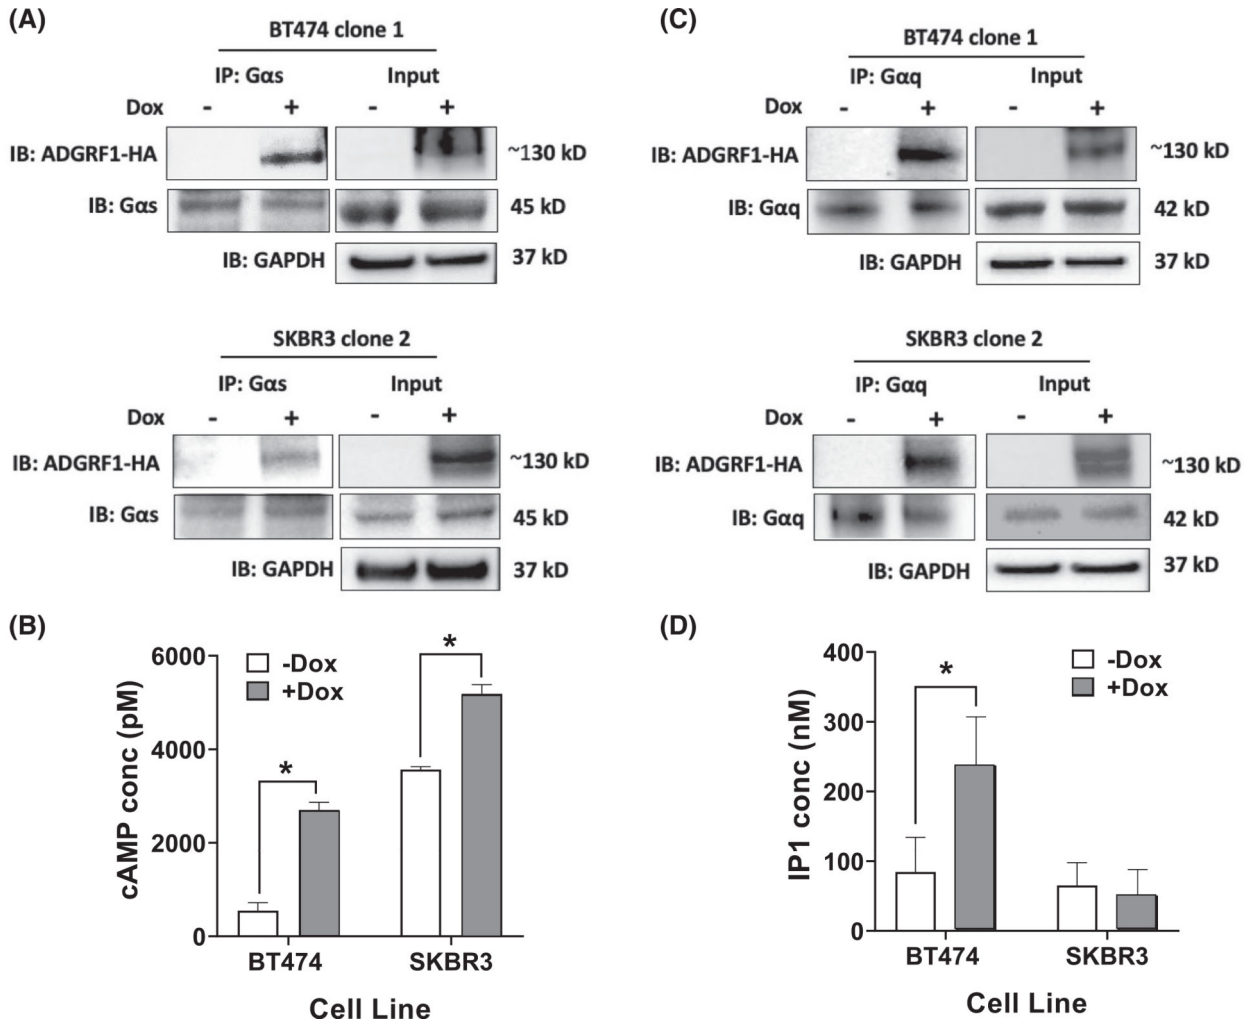 (A)
BT474 clone 1
IP: Gαs Input
Dox - + - +
IB: ADGRF1-HA ~130 kD
IB: Gαs 45 kD
IB: GAPDH 37 kD
SKBR3 clone 2
IP: Gαs Input
Dox - + - +
IB: ADGRF1-HA ~130 kD
IB: Gαs 45 kD
IB: GAPDH 37 kD
(B)
6000
4000
2000
0
cAMP conc (pM)
-Dox
+Dox
*
*
BT474 SKBR3
Cell Line
(C)
BT474 clone 1
IP: Gαq Input
Dox - + - +
IB: ADGRF1-HA ~130 kD
IB: Gαq 42 kD
IB: GAPDH 37 kD
SKBR3 clone 2
IP: Gαq Input
Dox - + - +
IB: ADGRF1-HA ~130 kD
IB: Gαq 42 kD
IB: GAPDH 37 kD
(D)
400
300
200
100
0
IP1 conc (nM)
-Dox
+Dox
*
BT474 SKBR3
Cell Line